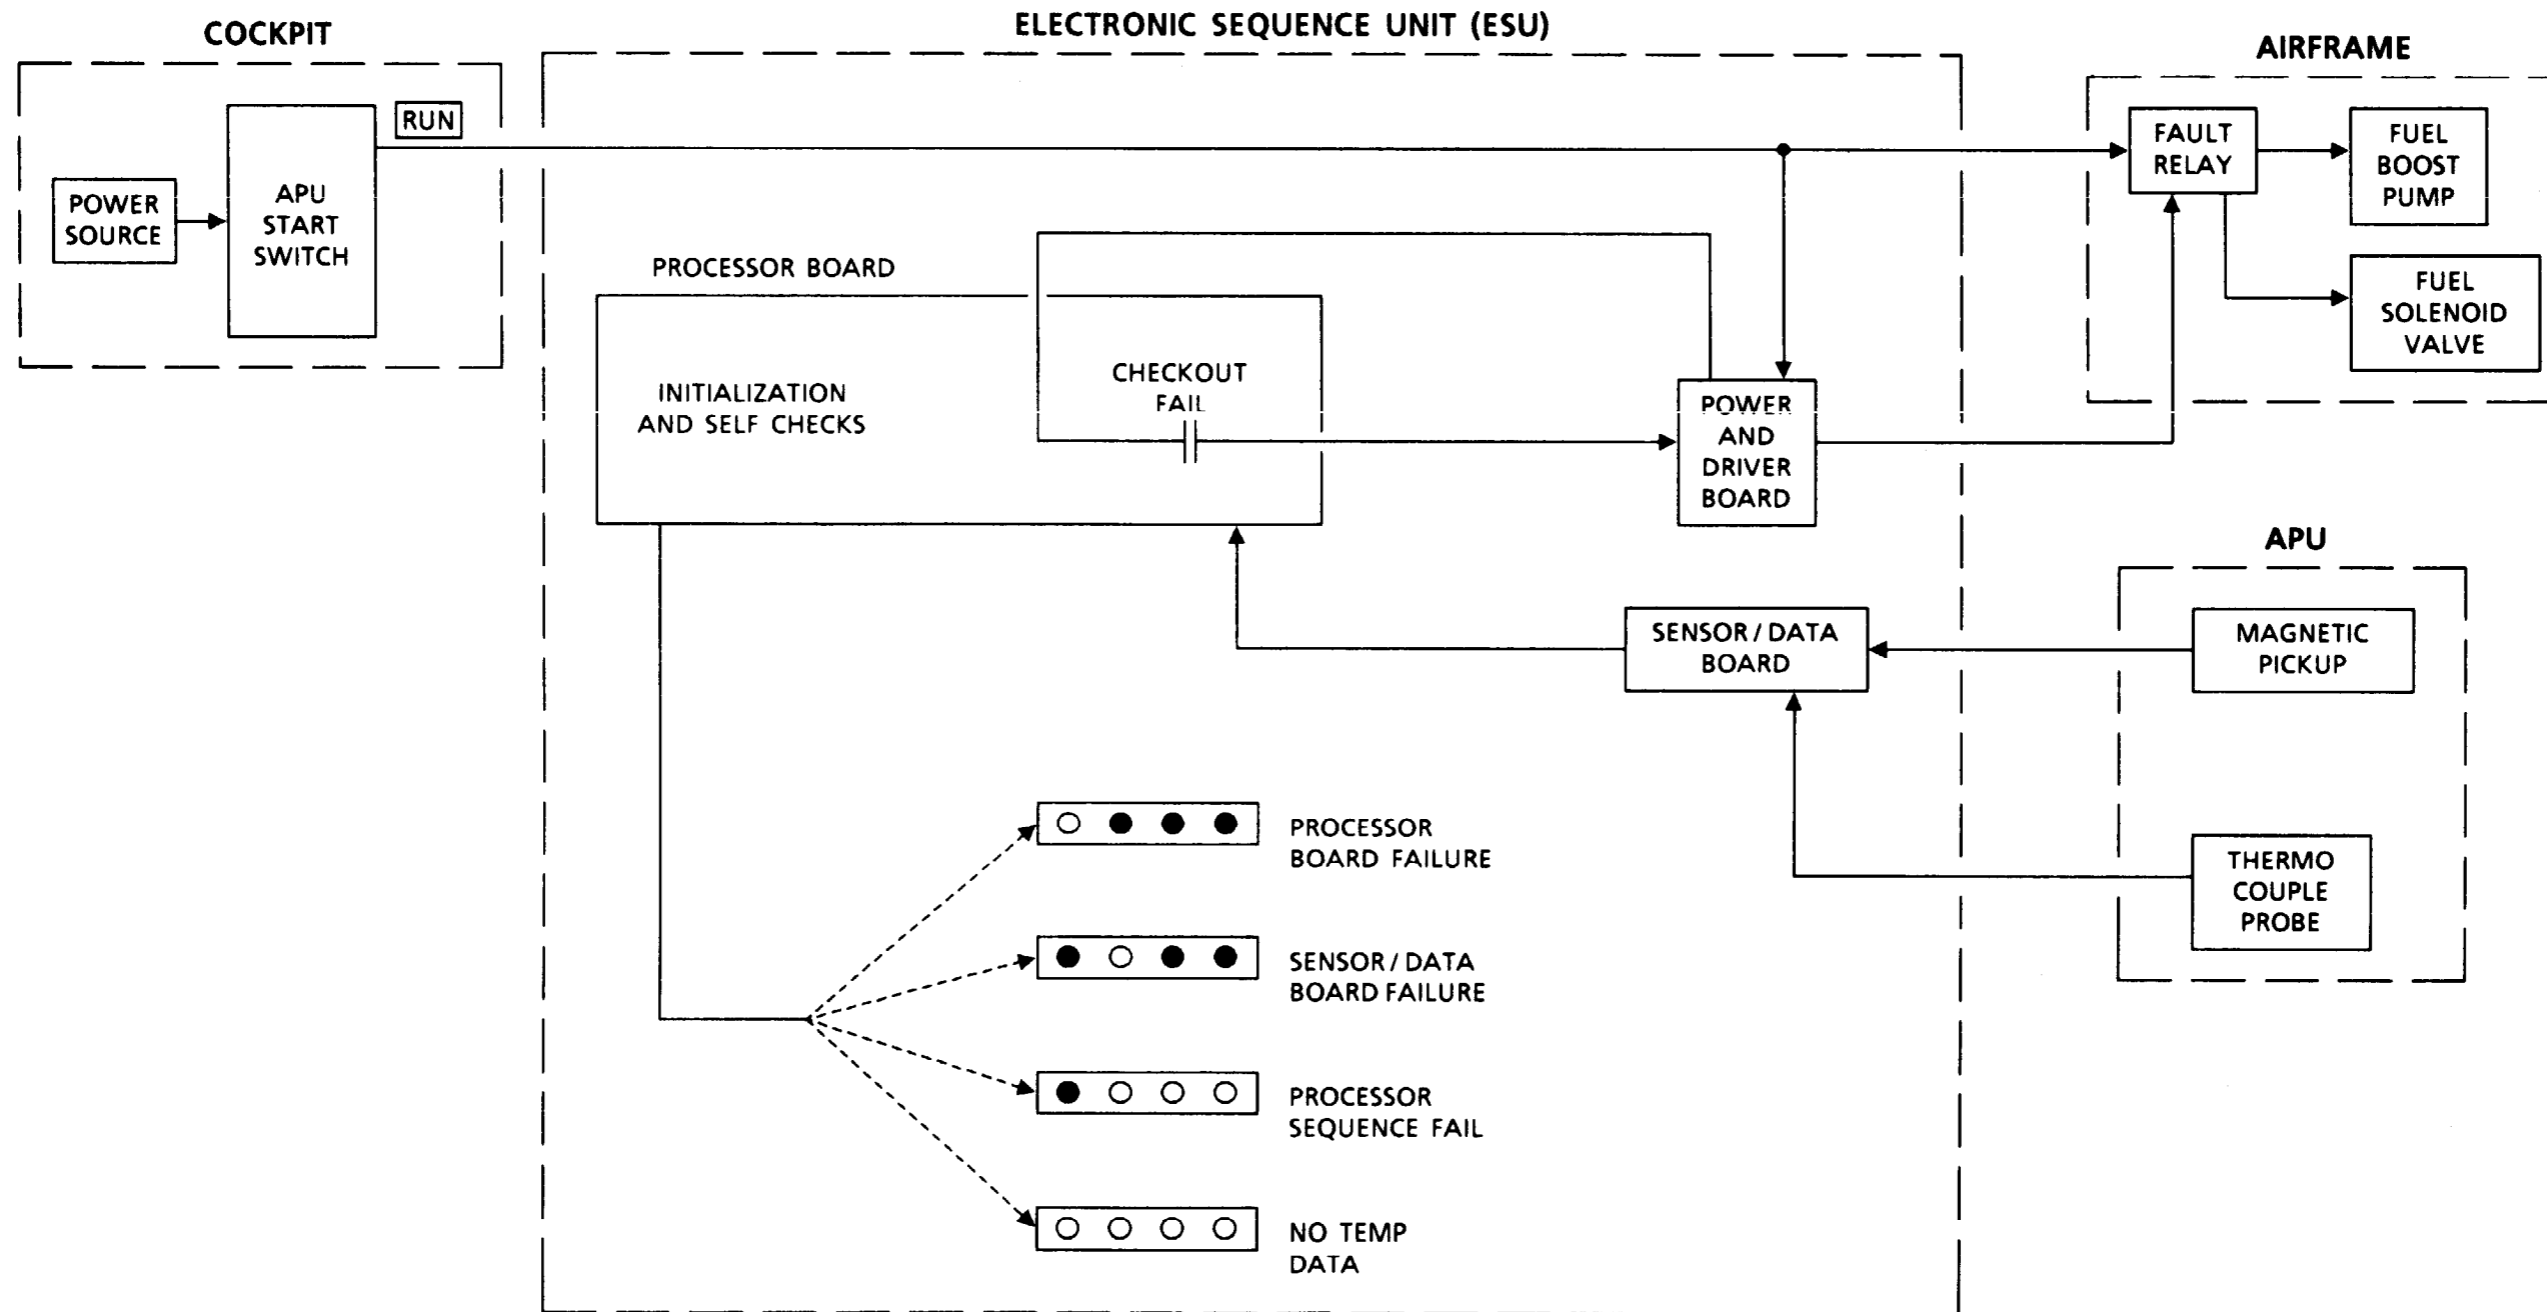 COCKPIT
POWER
SOURCE
APU
START
SWITCH
RUN
ELECTRONIC SEQUENCE UNIT (ESU)
PROCESSOR BOARD
INITIALIZATION
AND SELF CHECKS
CHECKOUT
FAIL
POWER
AND
DRIVER
BOARD
SENSOR / DATA
BOARD
PROCESSOR
BOARD FAILURE
SENSOR / DATA
BOARD FAILURE
PROCESSOR
SEQUENCE FAIL
NO TEMP
DATA
AIRFRAME
FAULT
RELAY
FUEL
BOOST
PUMP
FUEL
SOLENOID
VALVE
APU
MAGNETIC
PICKUP
THERMO
COUPLE
PROBE